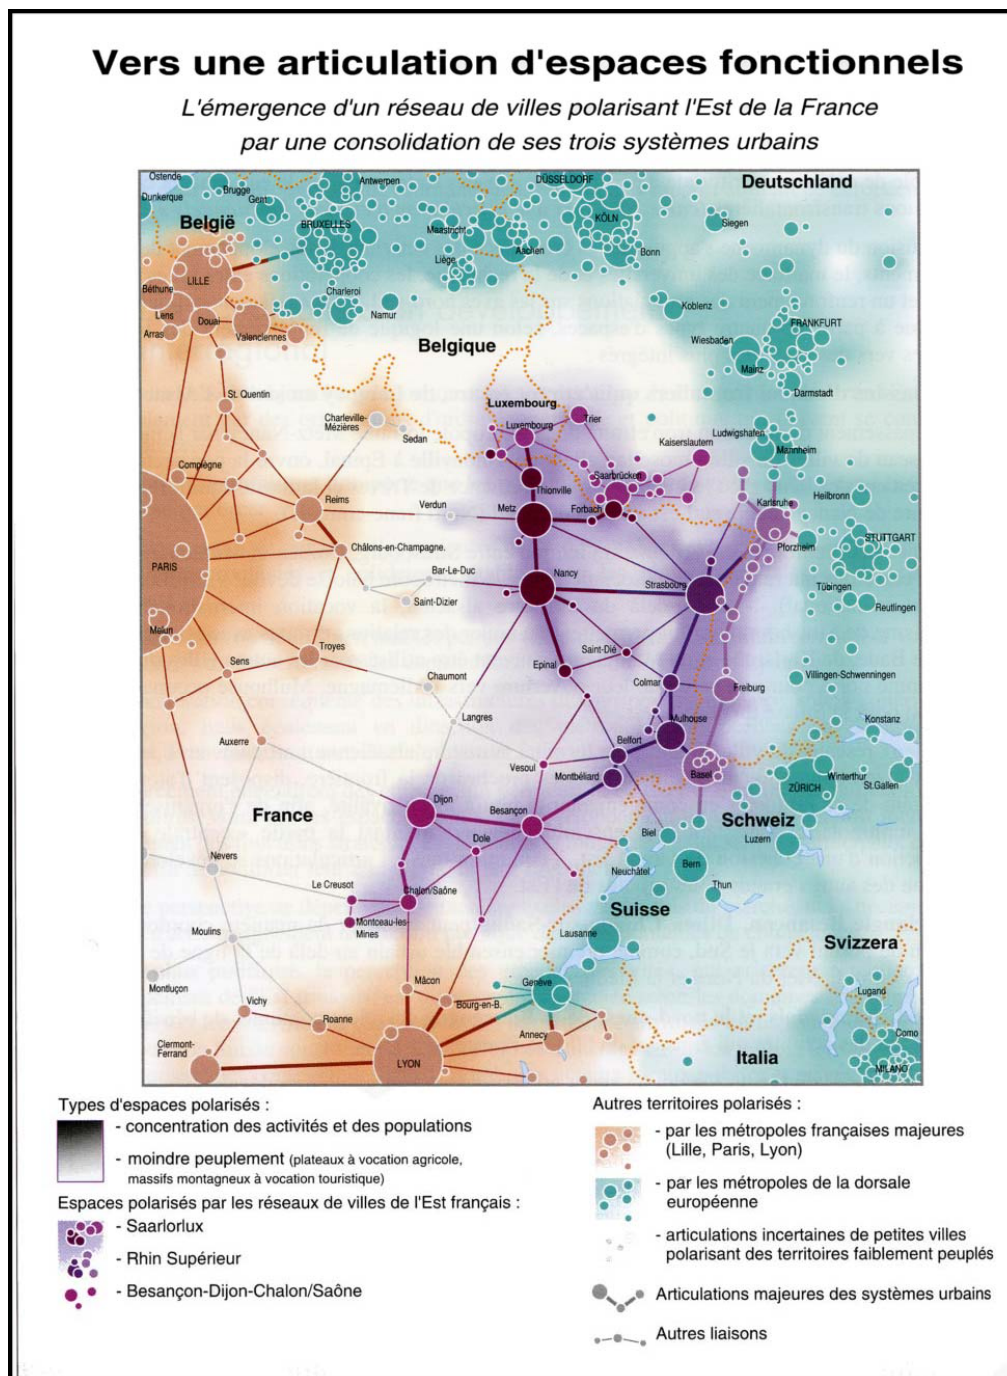 Vers une articulation d'espaces fonctionnels
L'émergence d'un réseau de villes polarisant l'Est de la France
par une consolidation de ses trois systèmes urbains
Ostende
Brugge
Antwerpen
DÜSSELDORF
Deutschland
Dunkerque
Gent
België
BRUXELLES
Maastricht
KÖLN
Siegen
Aachen
Bonn
Liège
LILLE
Béthune
Charleroi
Namur
Koblenz
Lens
Douai
Arras
Valenciennes
FRANKFURT
Wiesbaden
Belgique
Mainz
Darmstadt
St. Quentin
Luxembourg
Charleville-
Mézières
Trier
Luxembourg
Sedan
Kaiserslautern
Ludwigshafen
Mannheim
Compiègne
Saarbrücken
Thionville
Heilbronn
Reims
Verdun
Metz
Forbach
Karlsruhe
Châlons-en-Champagne.
Pforzheim
STUTTGART
PARIS
Bar-Le-Duc
Nancy
Strasbourg
Tübingen
Saint-Dizier
Reutlingen
Melun
Troyes
Saint-Dié
Sens
Epinal
Chaumont
Colmar
Freiburg
Villingen-Schwenningen
Langres
Konstanz
Auxerre
Mulhouse
Belfort
Vesoul
Montbéliard
Basel
Winterthur
St.Gallen
ZÜRICH
Dijon
Besançon
France
Schweiz
Dole
Biel
Luzern
Nevers
Bern
Neuchâtel
Le Creusot
Chalon/Saône
Thun
Montceau-les-
Mines
Suisse
Moulins
Lausanne
Svizzera
Montluçon
Mâcon
Genève
Vichy
Bourg-en-B.
Lugand
Roanne
Annecy
Clermont-
Ferrand
Como
LYON
Italia
MILANO
Types d'espaces polarisés :
- concentration des activités et des populations
- moindre peuplement (plateaux à vocation agricole,
massifs montagneux à vocation touristique)
Espaces polarisés par les réseaux de villes de l'Est français :
- Saarlorlux
- Rhin Supérieur
- Besançon-Dijon-Chalon/Saône
Autres territoires polarisés :
- par les métropoles françaises majeures
(Lille, Paris, Lyon)
- par les métropoles de la dorsale
européenne
- articulations incertaines de petites villes
polarisant des territoires faiblement peuplés
Articulations majeures des systèmes urbains
Autres liaisons